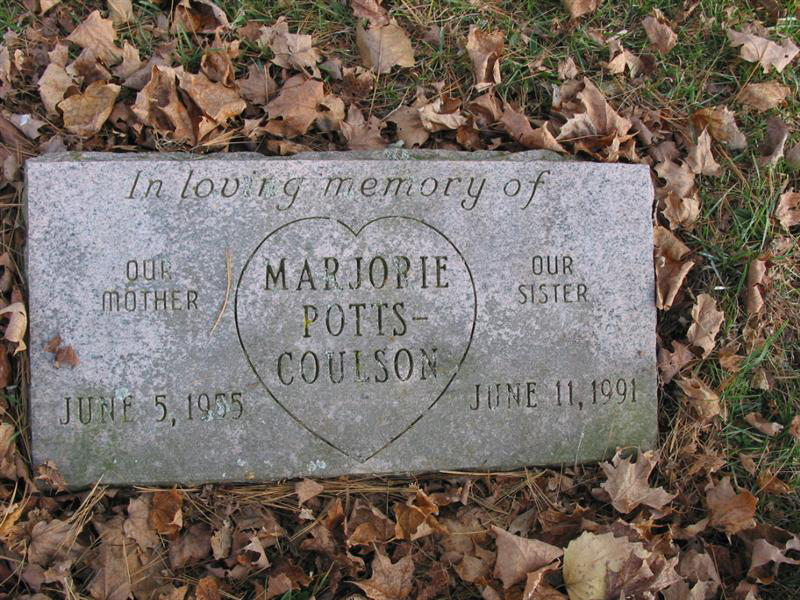 In loving memory of
OUR
MOTHER
MARJORIE
POTTS-
COULSON
OUR
SISTER
JUNE 5, 1955
JUNE 11, 1991